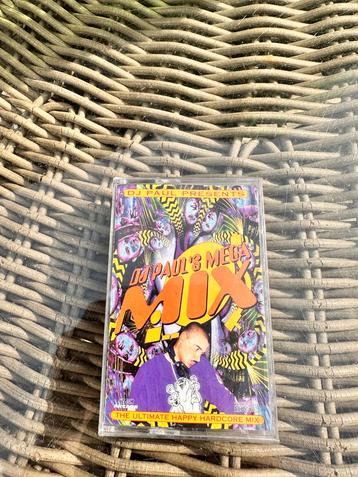 DJ PAUL PRESENTS
DJ PAUL'S MEGA
MIX
THE ULTIMATE HAPPY HARDCORE MIX